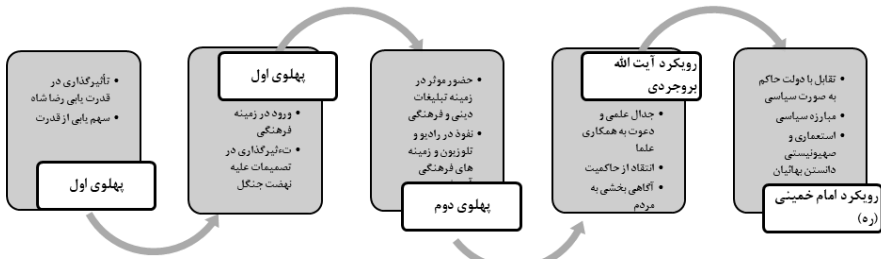 تأثیرگذاری در
قدرت یابی رضا شاه
سهم یابی از قدرت
پهلوی اول
پهلوی اول
ورود در زمینه
فرهنگی
تصمیمات علیه
نهضت جنگل
حضور موثر در
زمینه تبلیغات
دینی و فرهنگی
نفوذ در رادیو و
تلوزیون و زمینه
های فرهنگی
پهلوی دوم
رویکرد آیت الله
بروجردی
جدال علمی و
دعوت به همکاری
علما
انتقاد از حاکمیت
آگاهی بخشی به
مردم
تقابل با دولت حاکم
به صورت سیاسی
مبارزه سیاسی
استعماری و
صهیونیستی
دانستن بهائیان
رویکرد امام خمینی
(ره)